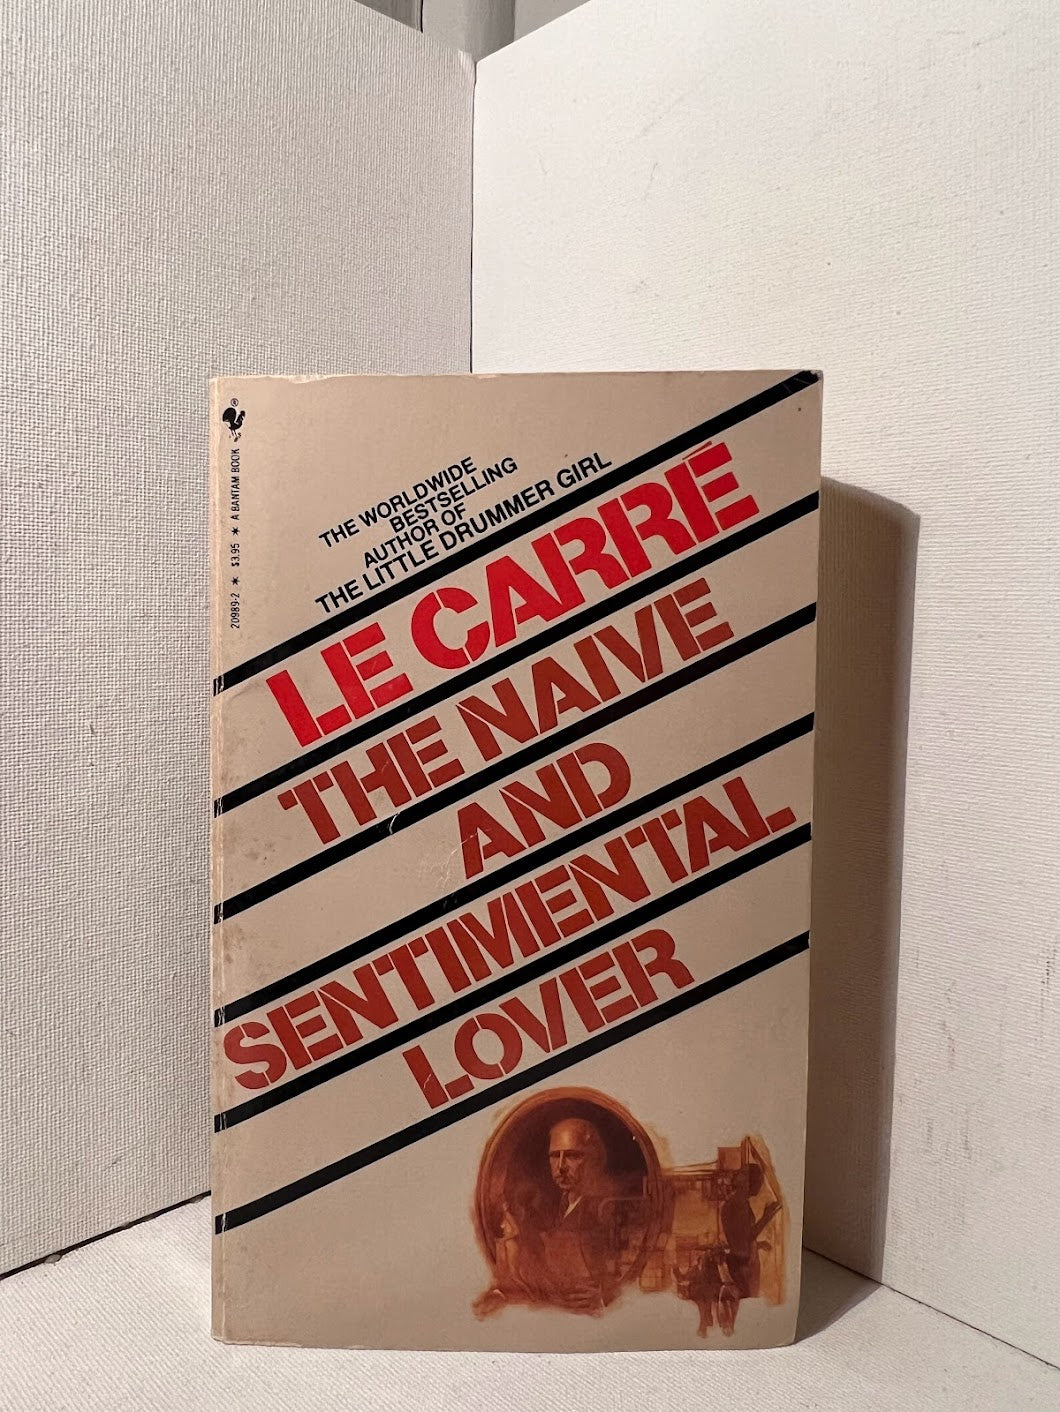 ®
20989-2 * $3.95 * A BANTAM BOOK
THE WORLDWIDE
BESTSELLING
AUTHOR OF
THE LITTLE DRUMMER GIRL
LE CARRÉ
THE NAIVE
AND
SENTIMENTAL
LOVER